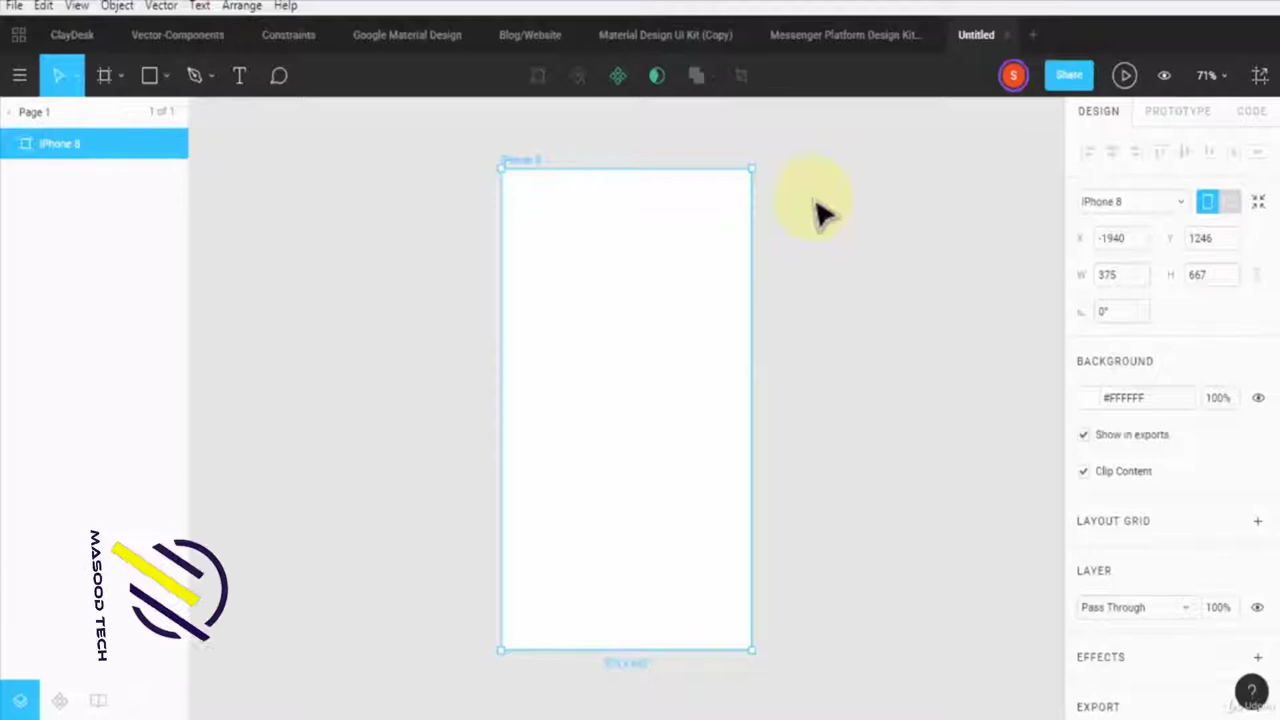 File Edit View Object Vector Text Arrange Help
ClayDesk Vector-Components Constraints Google Material Design Blog/Website Material Design UI Kit (Copy) Messenger Platform Design Kit... Untitled
S Share 71%
Page 1 1 of 1
DESIGN PROTOTYPE CODE
iPhone 8
iPhone 8
iPhone 8
X -1940 Y 1246
W 375 H 667
0°
BACKGROUND
#FFFFFF 100%
Show in exports
Clip Content
LAYOUT GRID
LAYER
Pass Through 100%
EFFECTS
EXPORT
MASOOD TECH
?
Udemy